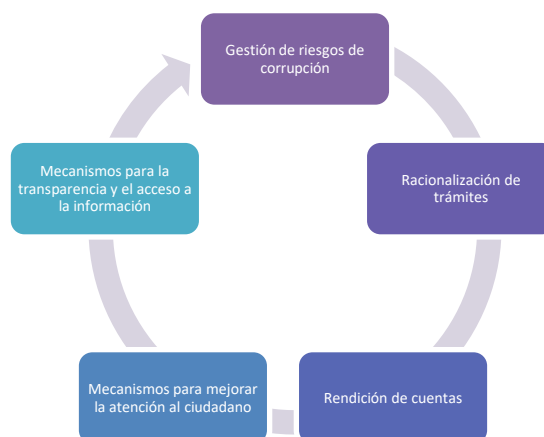 Gestión de riesgos de
corrupción
Racionalización de
trámites
Rendición de cuentas
Mecanismos para mejorar
la atención al ciudadano
Mecanismos para la
transparencia y el acceso a
la información